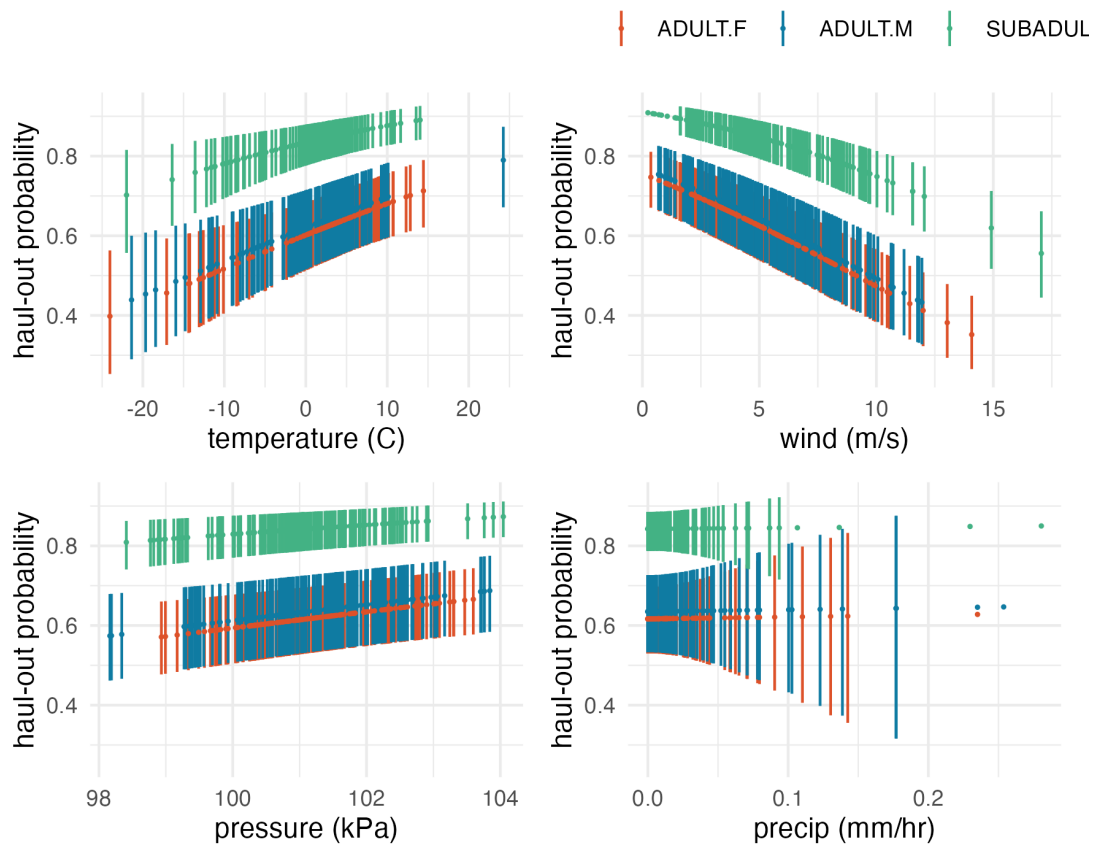 ADULT.F ADULT.M SUBADUL
haul-out probability
0.8
0.6
0.4
-20 -10 0 10 20
temperature (C)
haul-out probability
0.8
0.6
0.4
0 5 10 15
wind (m/s)
haul-out probability
0.8
0.6
0.4
98 100 102 104
pressure (kPa)
haul-out probability
0.8
0.6
0.4
0.0 0.1 0.2
precip (mm/hr)